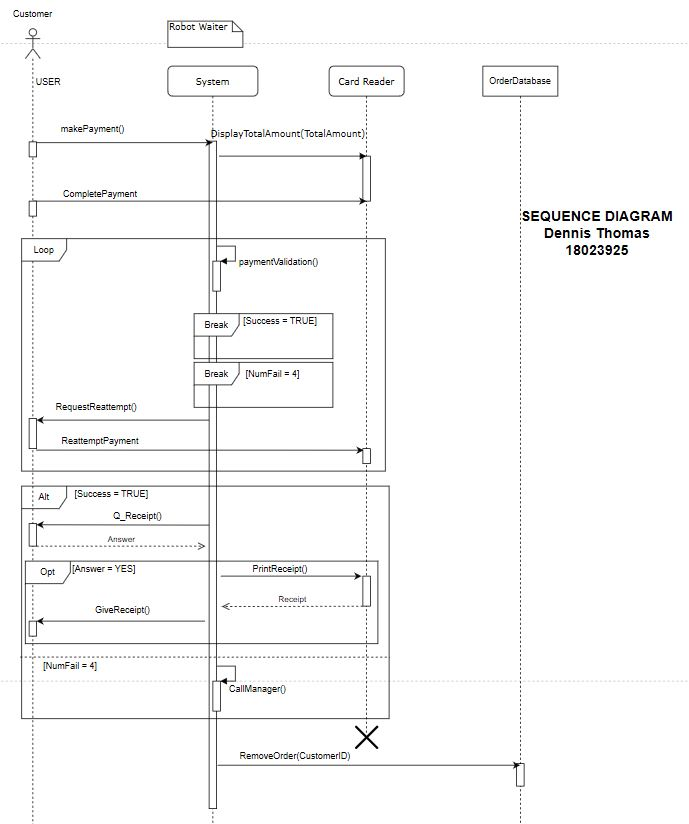 Customer
Robot Waiter
USER
System
Card Reader
OrderDatabase
makePayment()
DisplayTotalAmount(TotalAmount)
CompletePayment
SEQUENCE DIAGRAM
Dennis Thomas
18023925
Loop
paymentValidation()
Break
[Success = TRUE]
Break
[NumFail = 4]
RequestReattempt()
ReattemptPayment
Alt
[Success = TRUE]
Q_Receipt()
Answer
Opt
[Answer = YES]
PrintReceipt()
Receipt
GiveReceipt()
[NumFail = 4]
CallManager()
RemoveOrder(CustomerID)